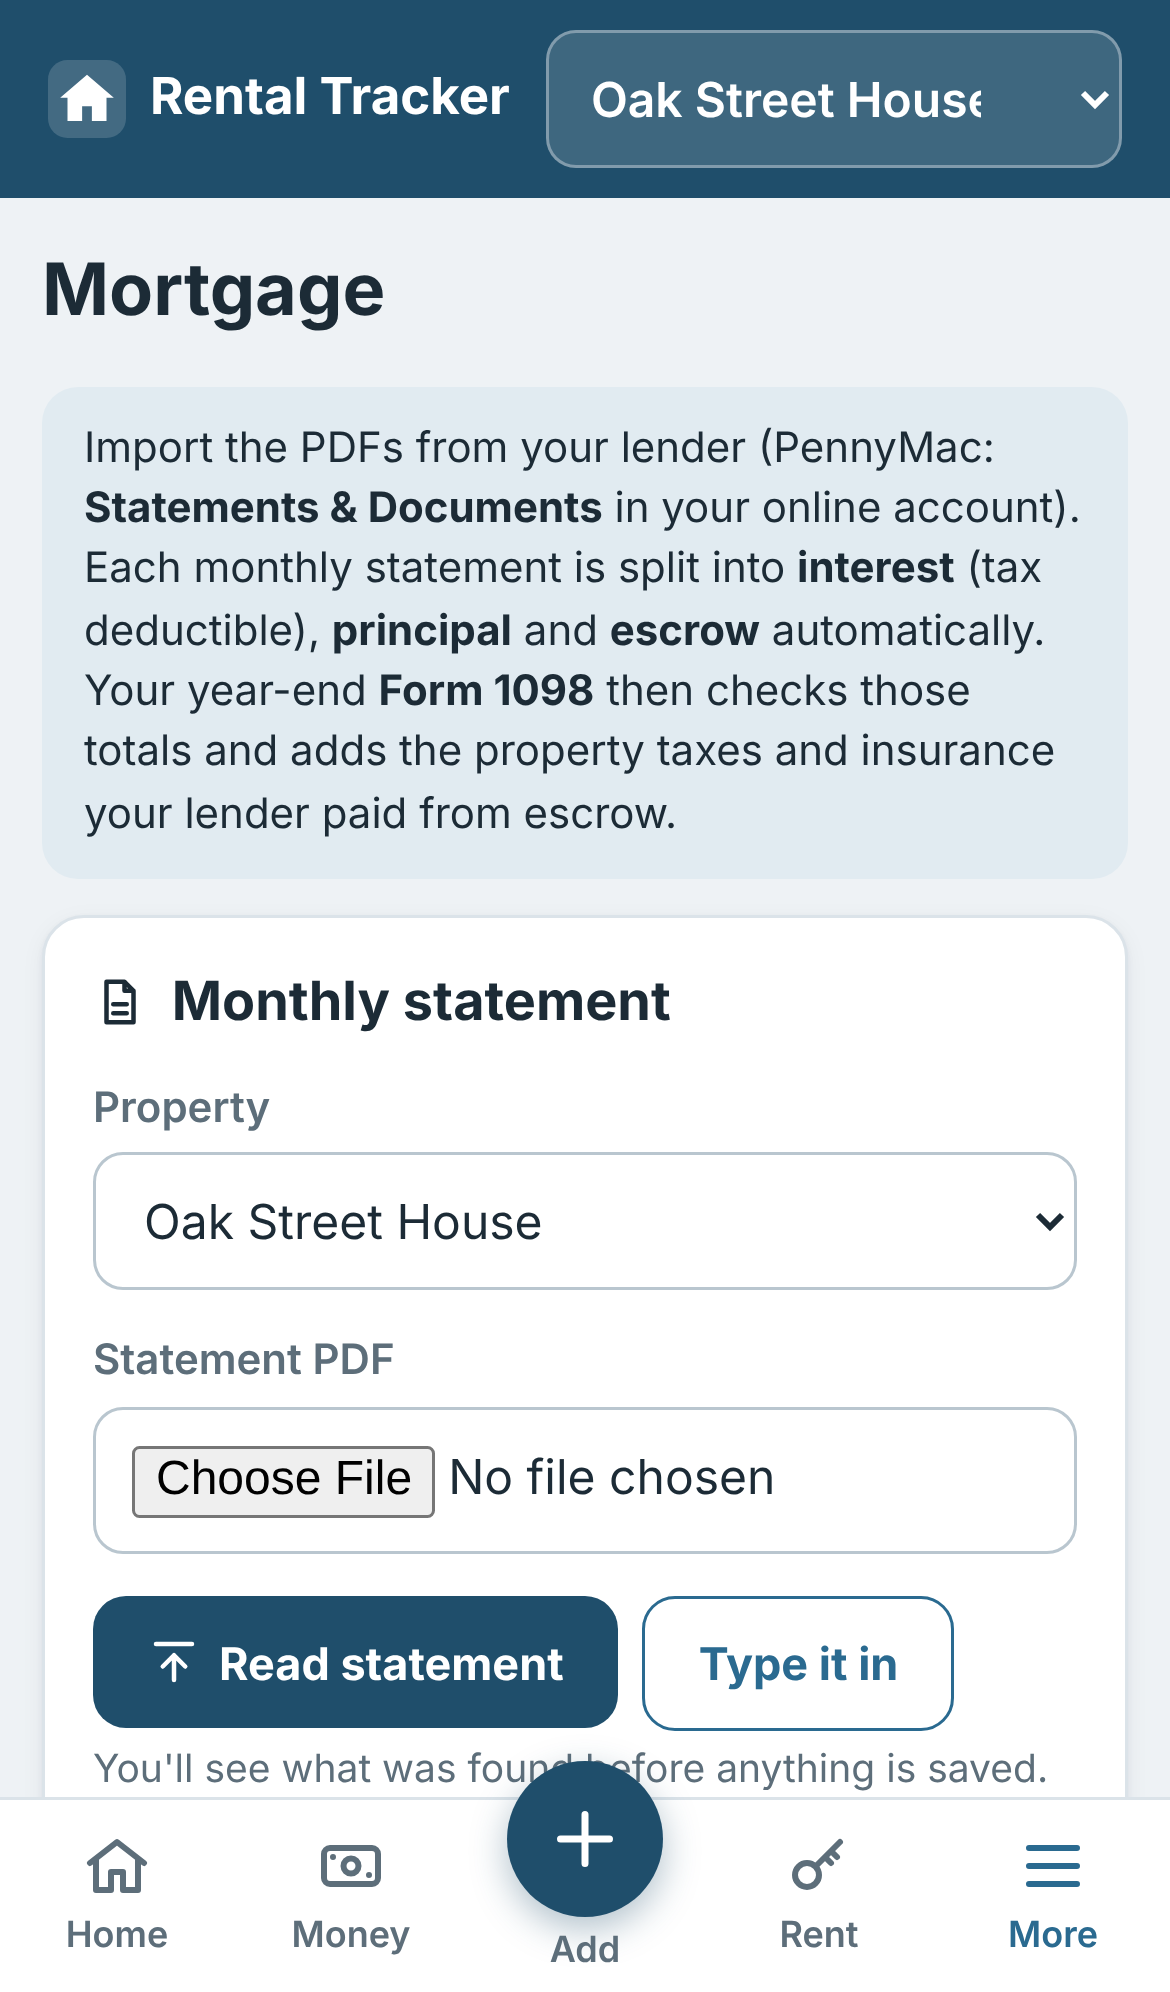 Rental Tracker
Oak Street House
Mortgage
Import the PDFs from your lender (PennyMac:
Statements & Documents in your online account).
Each monthly statement is split into interest (tax
deductible), principal and escrow automatically.
Your year-end Form 1098 then checks those
totals and adds the property taxes and insurance
your lender paid from escrow.
Monthly statement
Property
Oak Street House
Statement PDF
Choose File No file chosen
Read statement
Type it in
You'll see what was found before anything is saved.
Home
Money
Add
Rent
More